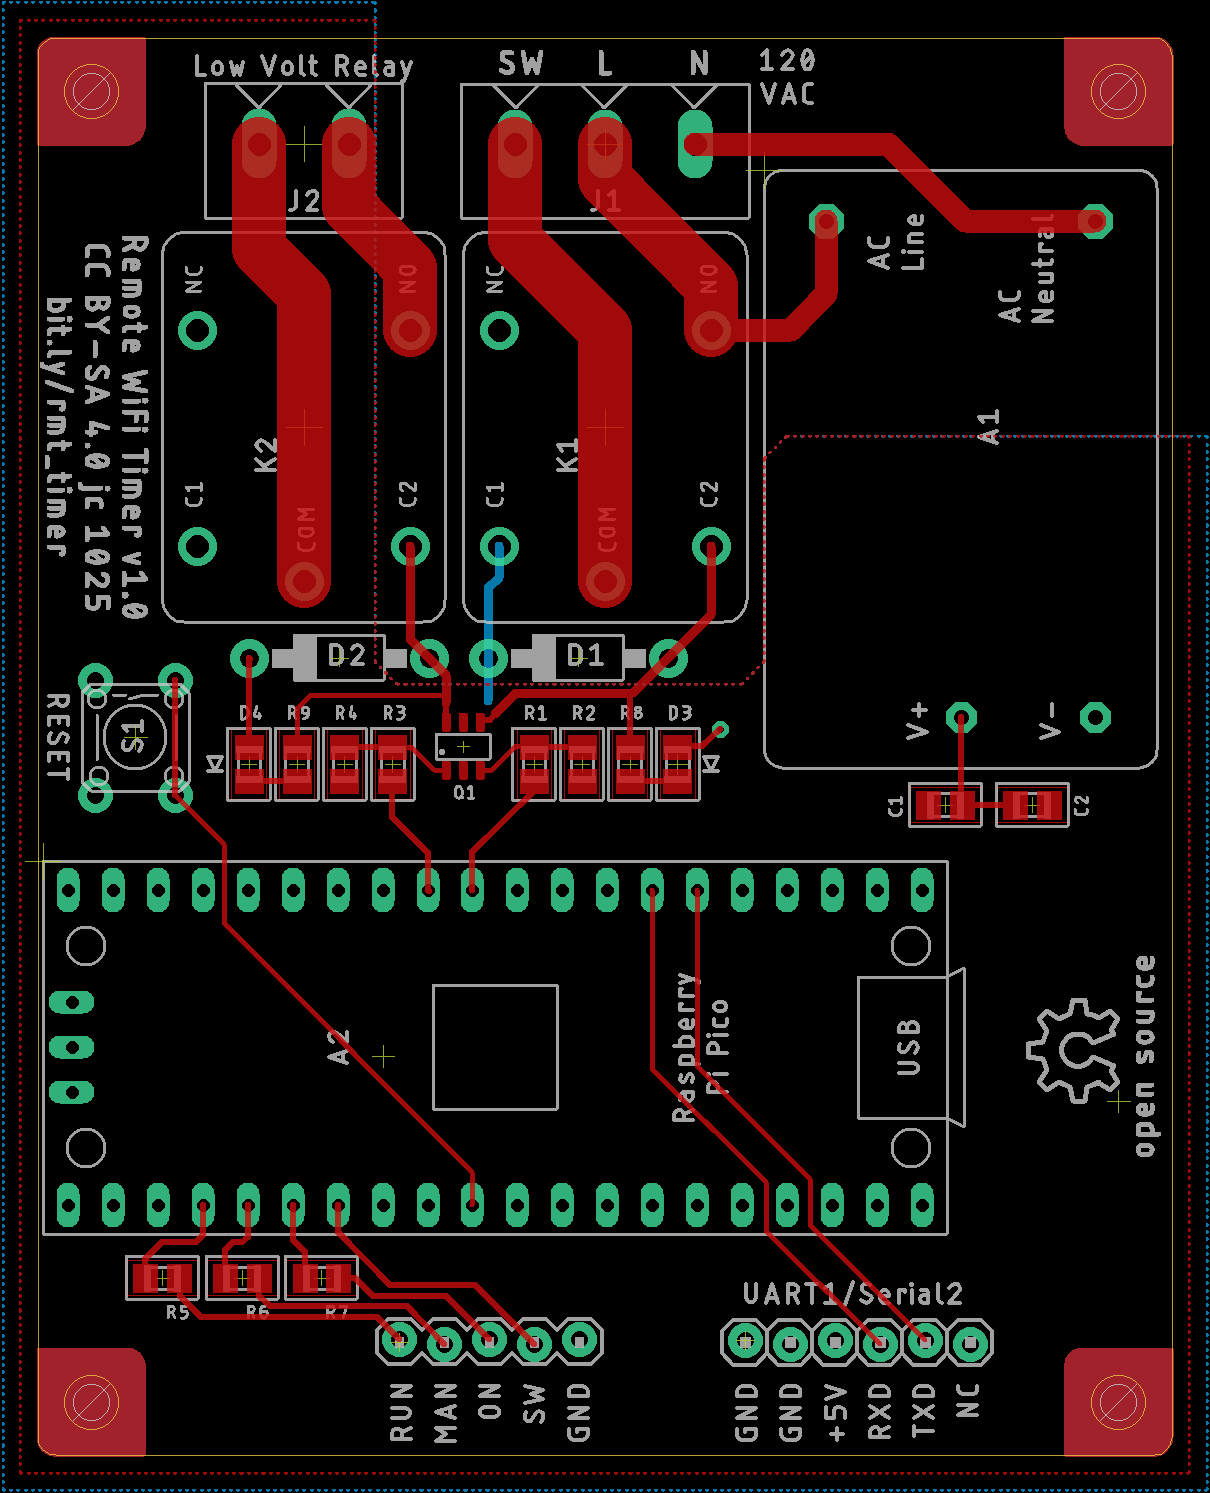 Low Volt Relay
SW L N
120
VAC
J2
J1
AC
Line
AC
Neutral
Remote WiFi Timer v1.0
CC BY-SA 4.0 jc 1025
bit.ly/rmt_timer
NC
NO
NC
NO
K2
K1
A1
C1
COM
C2
C1
COM
C2
D2
D1
RESET
S1
D4 R9 R4 R3
R1 R2 R8 D3
Q1
V+
V-
C1
C2
A2
Raspberry
Pi Pico
USB
open source
R5 R6 R7
UART1/Serial2
RUN
MAN
ON
SW
GND
GND
GND
+5V
RXD
TXD
NC